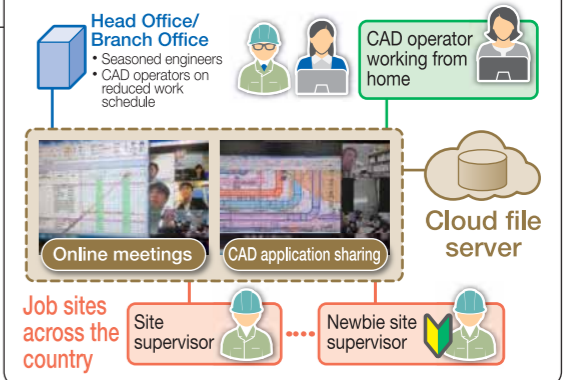 Head Office/
Branch Office
• Seasoned engineers
• CAD operators on
reduced work
schedule
CAD operator
working from
home
Online meetings
CAD application sharing
Cloud file
server
Job sites
across the
country
Site
supervisor
Newbie site
supervisor